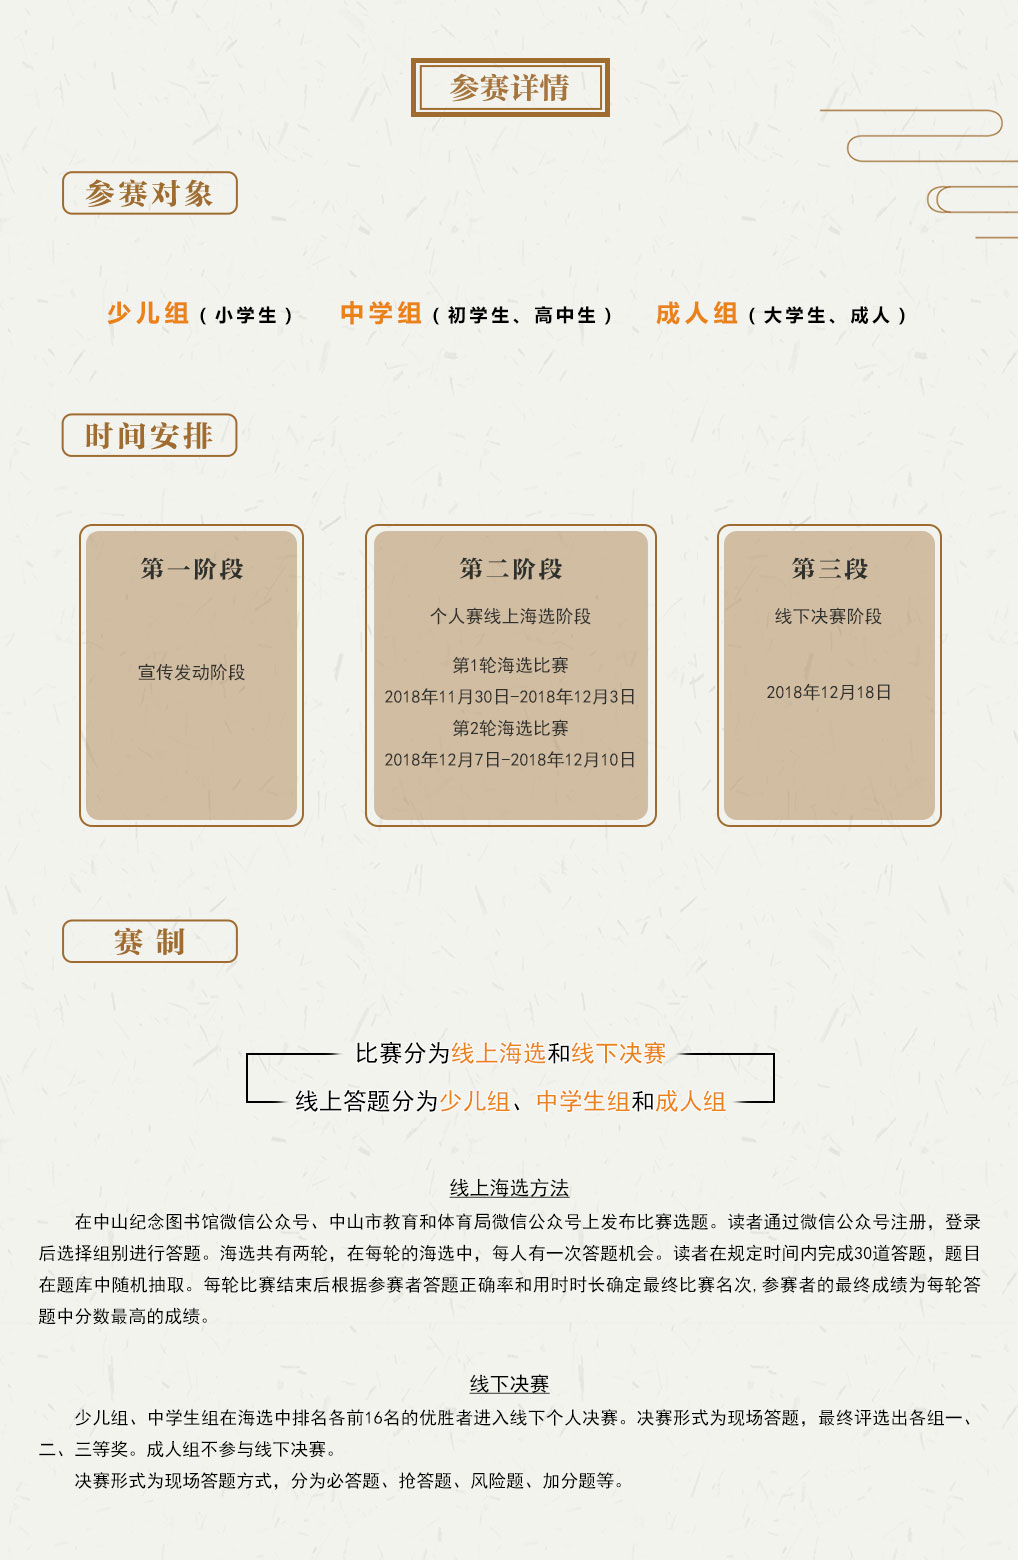 参赛详情
参赛对象
少儿组（小学生） 中学组（初学生、高中生） 成人组（大学生、成人）
时间安排
第一阶段
宣传发动阶段
第二阶段
个人赛线上海选阶段
第1轮海选比赛
2018年11月30日-2018年12月3日
第2轮海选比赛
2018年12月7日-2018年12月10日
第三段
线下决赛阶段
2018年12月18日
赛 制
比赛分为线上海选和线下决赛
线上答题分为少儿组、中学生组和成人组
线上海选方法
在中山纪念图书馆微信公众号、中山市教育和体育局微信公众号上发布比赛选题。读者通过微信公众号注册，登录
后选择组别进行答题。海选共有两轮，在每轮的海选中，每人有一次答题机会。读者在规定时间内完成30道答题，题目
在题库中随机抽取。每轮比赛结束后根据参赛者答题正确率和用时时长确定最终比赛名次,参赛者的最终成绩为每轮答
题中分数最高的成绩。
线下决赛
少儿组、中学生组在海选中排名各前16名的优胜者进入线下个人决赛。决赛形式为现场答题，最终评选出各组一、
二、三等奖。成人组不参与线下决赛。
决赛形式为现场答题方式，分为必答题、抢答题、风险题、加分题等。